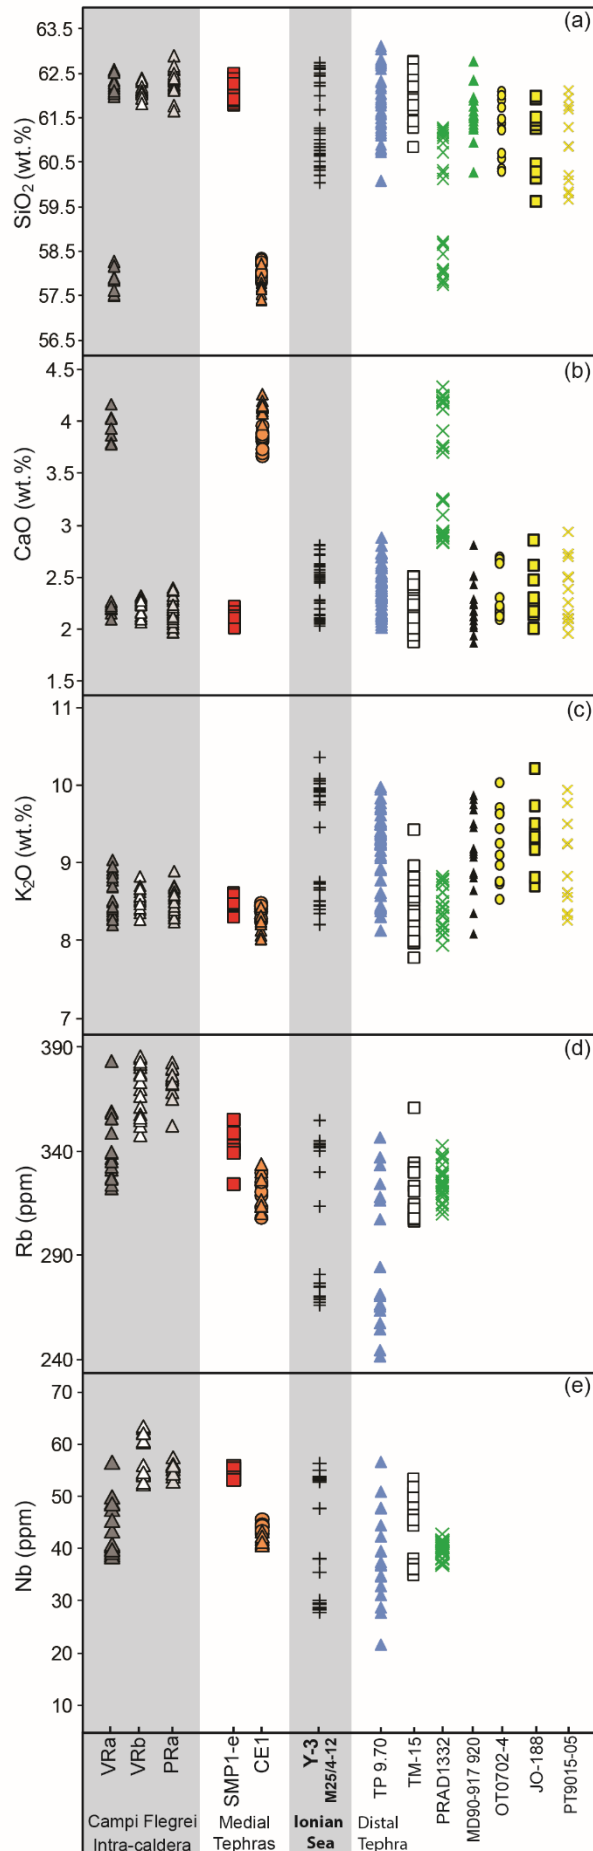 (a)
63.5
62.5
61.5
60.5
59.5
58.5
57.5
56.5
SiO₂ (wt.%)
(b)
4.5
4
3.5
3
2.5
2
1.5
CaO (wt.%)
(c)
11
10
9
8
7
K₂O (wt.%)
(d)
390
340
290
240
Rb (ppm)
(e)
70
60
50
40
30
20
10
Nb (ppm)
VRa
VRb
PRa
SMP1-e
CE1
Y-3
M25/4-12
TP 9.70
TM-15
PRAD1332
MD90-917 920
OT0702-4
JO-188
PT9015-05
Campi Flegrei
Intra-caldera
Medial
Tephras
Ionian
Sea
Distal
Tephra